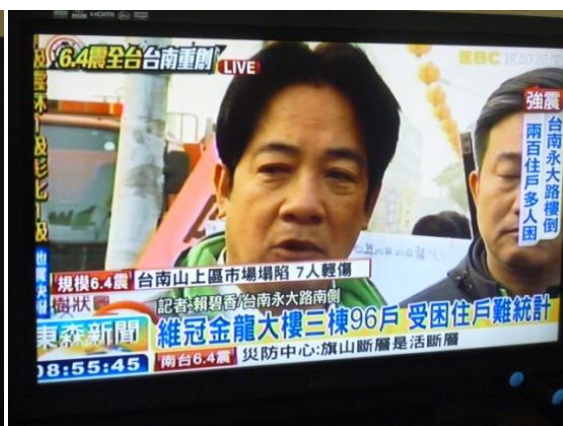 6.4震全台 台南重創
LIVE
EBC
強震
台南永大路樓倒
兩百住戶多人困
規模6.4震
台南山上區市場塌陷 7人輕傷
記者・賴碧香/台南永大路南側
東森新聞
維冠金龍大樓三棟96戶 受困住戶難統計
08:55:45
南台6.4震
災防中心:旗山斷層是活斷層